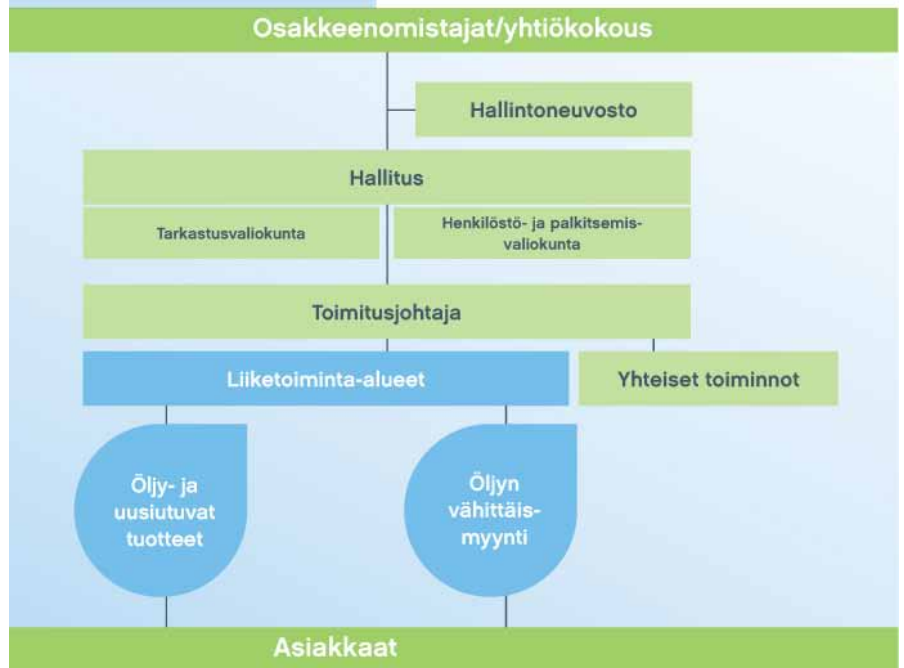 Osakkeenomistajat/yhtiökokous
Hallintoneuvosto
Hallitus
Tarkastusvaliokunta
Henkilöstö- ja palkitsemis-
valiokunta
Toimitusjohtaja
Liiketoiminta-alueet
Yhteiset toiminnot
Öljy- ja
uusiutuvat
tuotteet
Öljyn
vähittäis-
myynti
Asiakkaat